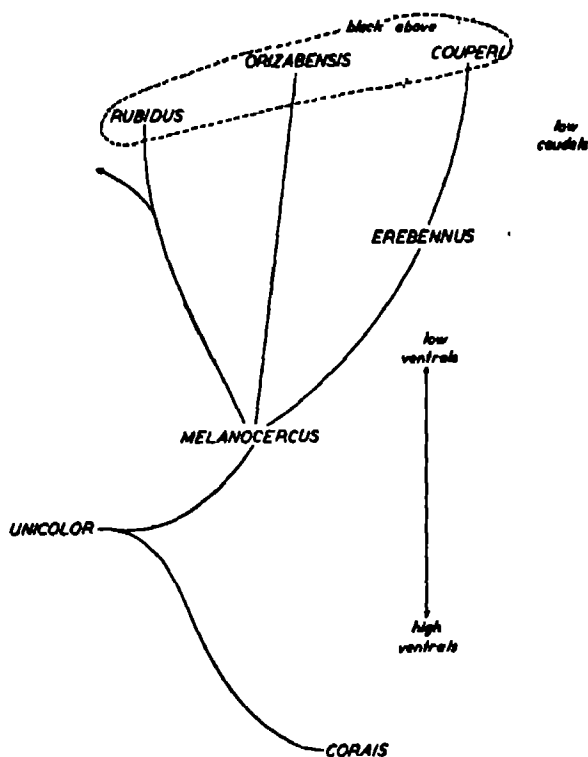 black above
ORIZABENSIS
COUPERI
RUBIDUS
low
caudals
EREBENNUS
low
ventrals
MELANOCERCUS
UNICOLOR
high
ventrals
CORAIS